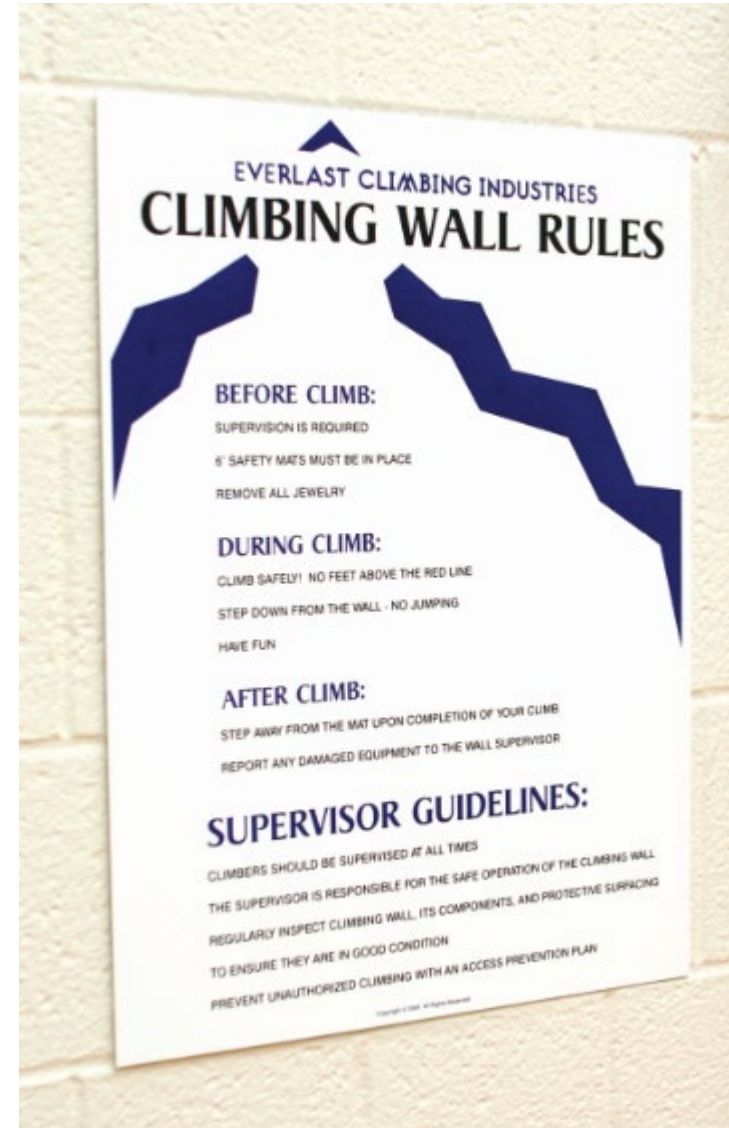 EVERLAST CLIMBING INDUSTRIES
CLIMBING WALL RULES
BEFORE CLIMB:
SUPERVISION IS REQUIRED
6' SAFETY MATS MUST BE IN PLACE
REMOVE ALL JEWELRY
DURING CLIMB:
CLIMB SAFELY! NO FEET ABOVE THE RED LINE
STEP DOWN FROM THE WALL - NO JUMPING
HAVE FUN
AFTER CLIMB:
STEP AWAY FROM THE MAT UPON COMPLETION OF YOUR CLIMB
REPORT ANY DAMAGED EQUIPMENT TO THE WALL SUPERVISOR
SUPERVISOR GUIDELINES:
CLIMBERS SHOULD BE SUPERVISED AT ALL TIMES
THE SUPERVISOR IS RESPONSIBLE FOR THE SAFE OPERATION OF THE CLIMBING WALL
REGULARLY INSPECT CLIMBING WALL, ITS COMPONENTS, AND PROTECTIVE SURFACING
TO ENSURE THEY ARE IN GOOD CONDITION
PREVENT UNAUTHORIZED CLIMBING WITH AN ACCESS PREVENTION PLAN
Copyright © All Rights Reserved